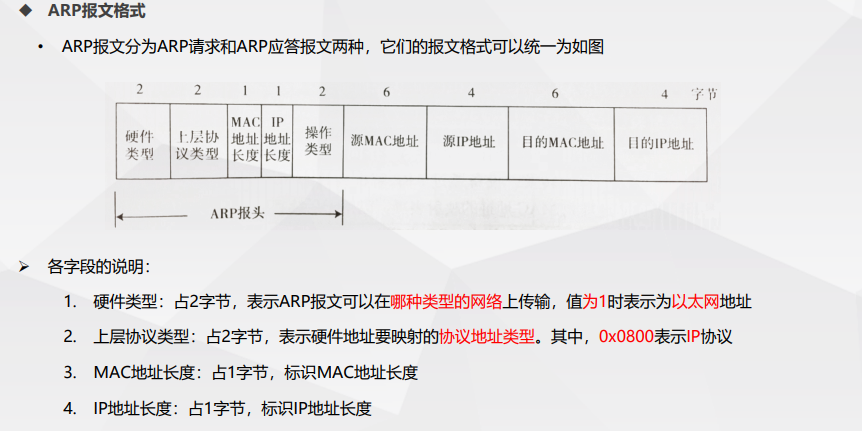 ARP报文格式
ARP报文分为ARP请求和ARP应答报文两种，它们的报文格式可以统一为如图
2 2 1 1 2 6 4 6 4 字节
硬件类型 上层协议类型 MAC地址长度 IP地址长度 操作类型 源MAC地址 源IP地址 目的MAC地址 目的IP地址
ARP报头
各字段的说明：
1. 硬件类型：占2字节，表示ARP报文可以在哪种类型的网络上传输，值为1时表示为以太网地址
2. 上层协议类型：占2字节，表示硬件地址要映射的协议地址类型。其中，0x0800表示IP协议
3. MAC地址长度：占1字节，标识MAC地址长度
4. IP地址长度：占1字节，标识IP地址长度